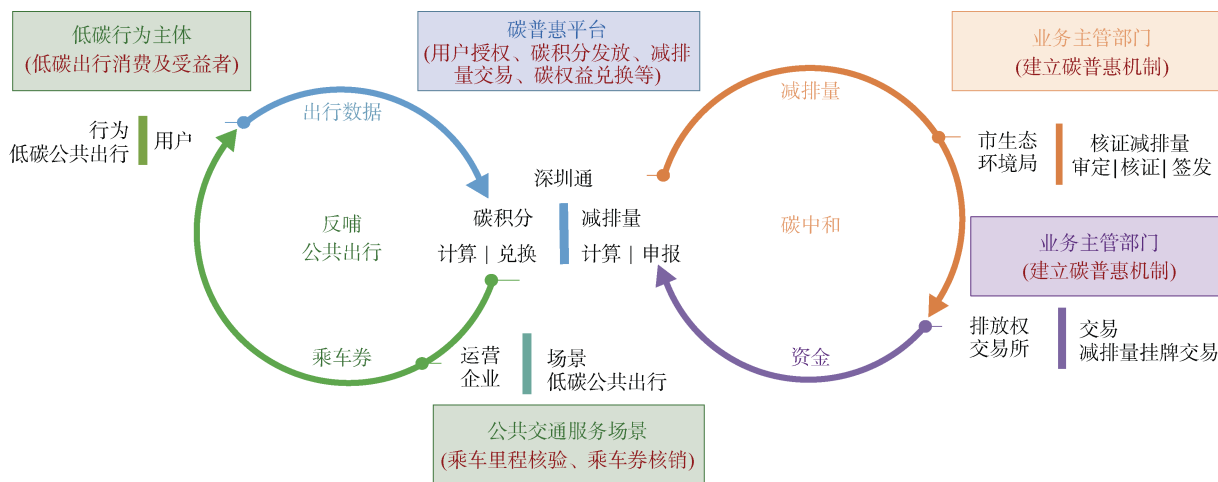 低碳行为主体
(低碳出行消费及受益者)
碳普惠平台
(用户授权、碳积分发放、减排
量交易、碳权益兑换等)
业务主管部门
(建立碳普惠机制)
出行数据
减排量
行为
低碳公共出行
用户
市生态
环境局
核证减排量
审定|核证|签发
深圳通
碳积分
计算 | 兑换
减排量
计算 | 申报
反哺
公共出行
碳中和
业务主管部门
(建立碳普惠机制)
乘车券
运营
企业
场景
低碳公共出行
资金
排放权
交易所
交易
减排量挂牌交易
公共交通服务场景
(乘车里程核验、乘车券核销)